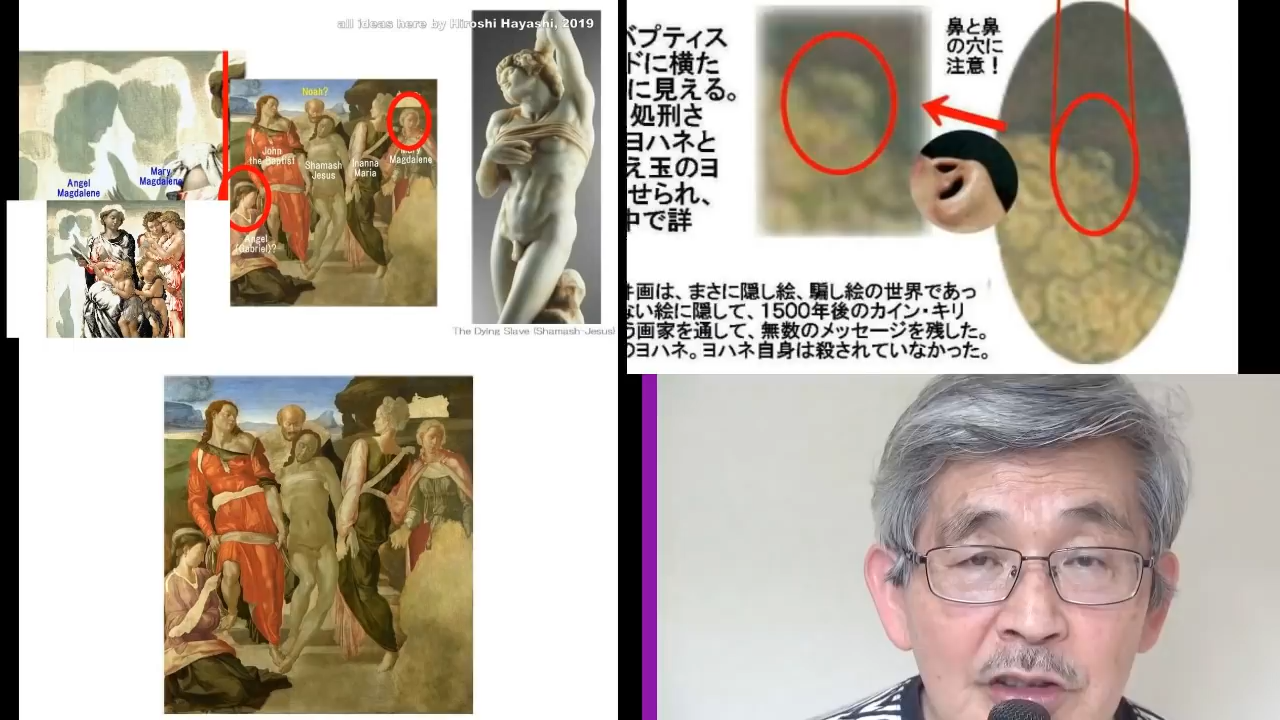 all ideas here by Hiroshi Hayashi, 2019
Noah?
John
the Baptist
Shamash
Jesus
Inanna
Maria
Mary
Magdalene
Angel
Magdalene
Mary
Magdalene
Angel
(Gabriel)?
The Dying Slave (Shamash-Jesus)
バプティス
ドに横た
に見える。
処刑さ
ヨハネと
え玉のヨ
せられ、
中で詳
鼻と鼻
の穴に
注意！
画は、まさに隠し絵、騙し絵の世界であっ
ない絵に隠して、1500年後のカイン・キリ
う画家を通して、無数のメッセージを残した。
のヨハネ。ヨハネ自身は殺されていなかった。